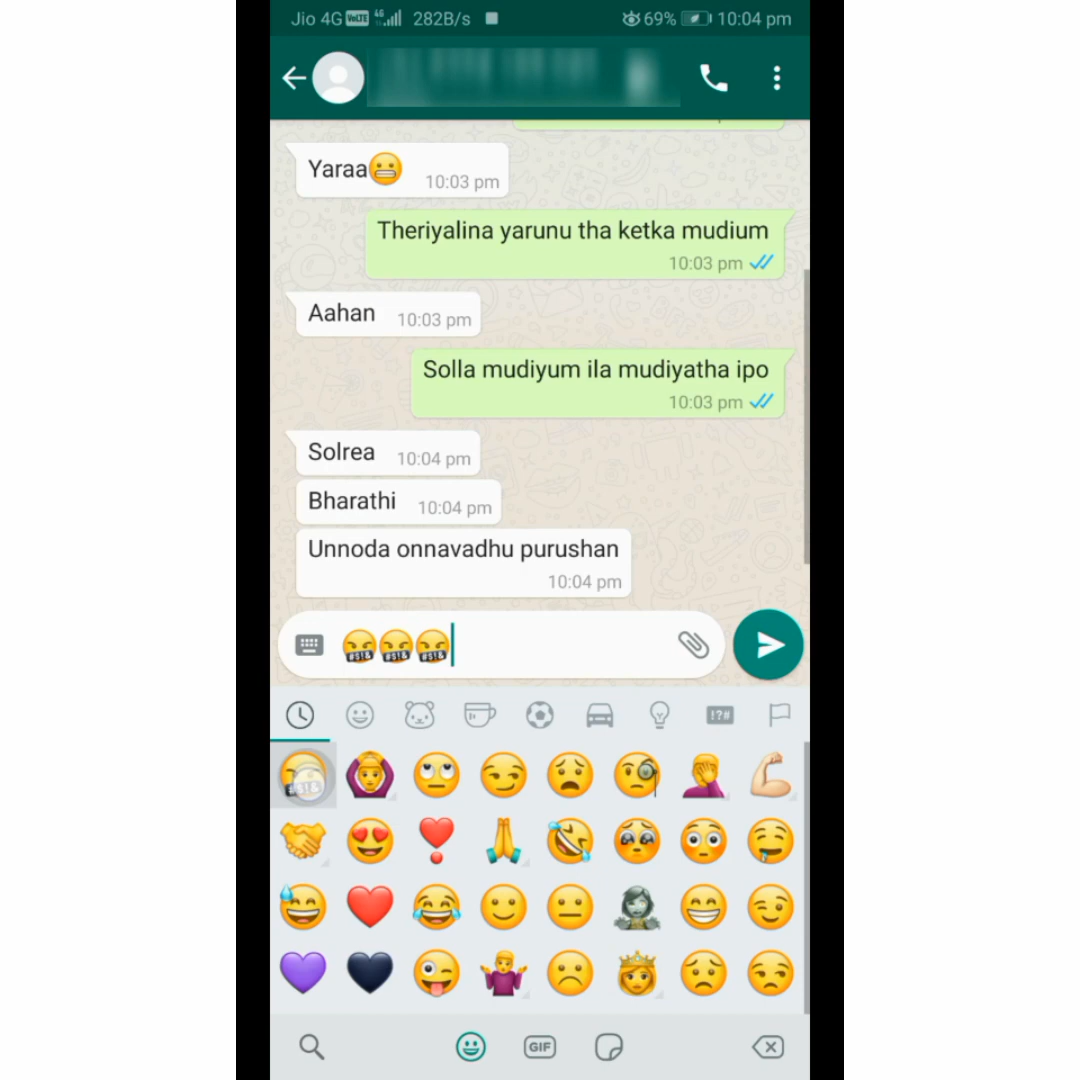 Jio 4G VoLTE 4G 282B/s 69% 10:04 pm
Yaraa😬 10:03 pm
Theriyalina yarunu tha ketka mudium
10:03 pm
Aahan 10:03 pm
Solla mudiyum ila mudiyatha ipo
10:03 pm
Solrea 10:04 pm
Bharathi 10:04 pm
Unnoda onnavadhu purushan
10:04 pm
🤬🤬🤬
!?#
GIF